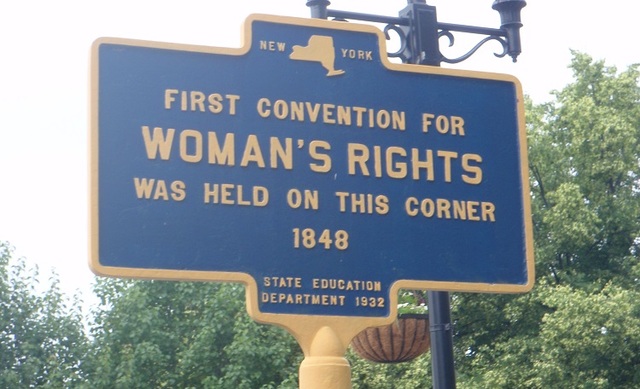 NEW YORK
FIRST CONVENTION FOR
WOMAN'S RIGHTS
WAS HELD ON THIS CORNER
1848
STATE EDUCATION
DEPARTMENT 1932